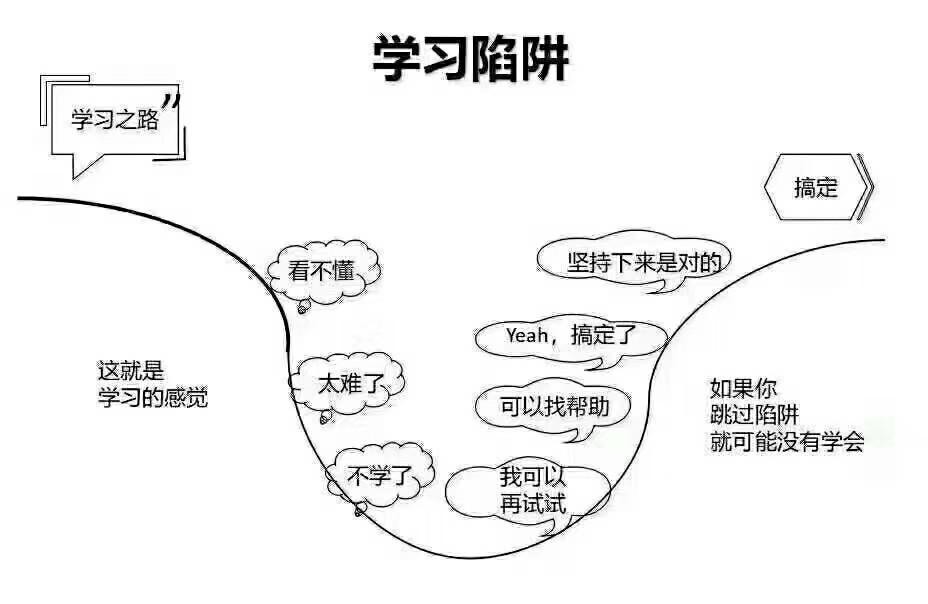 学习陷阱
学习之路
”
搞定
看不懂
太难了
不学了
坚持下来是对的
Yeah，搞定了
可以找帮助
我可以
再试试
这就是
学习的感觉
如果你
跳过陷阱
就可能没有学会